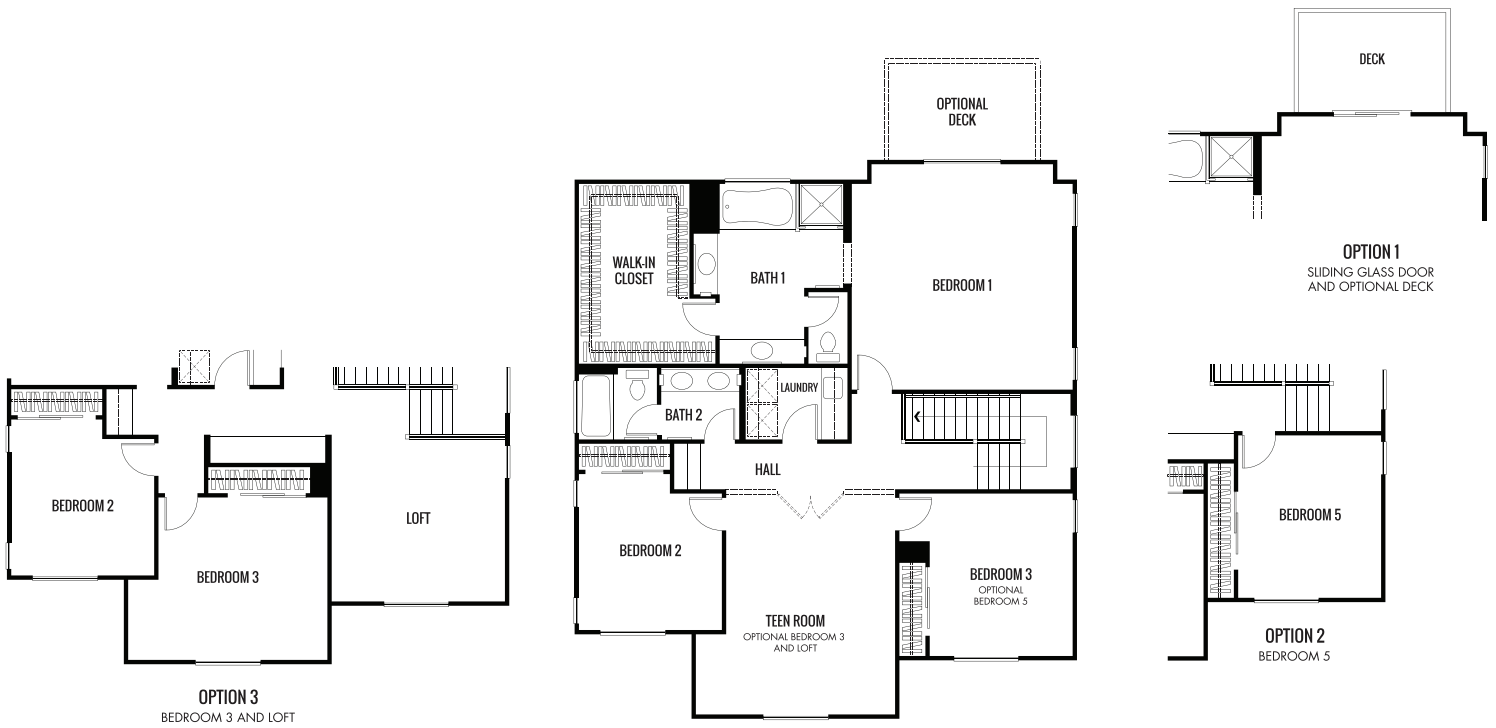 BEDROOM 2
BEDROOM 3
LOFT
OPTION 3
BEDROOM 3 AND LOFT
OPTIONAL
DECK
WALK-IN
CLOSET
BATH 1
BEDROOM 1
LAUNDRY
BATH 2
HALL
BEDROOM 2
BEDROOM 3
OPTIONAL
BEDROOM 5
TEEN ROOM
OPTIONAL BEDROOM 3
AND LOFT
DECK
OPTION 1
SLIDING GLASS DOOR
AND OPTIONAL DECK
BEDROOM 5
OPTION 2
BEDROOM 5